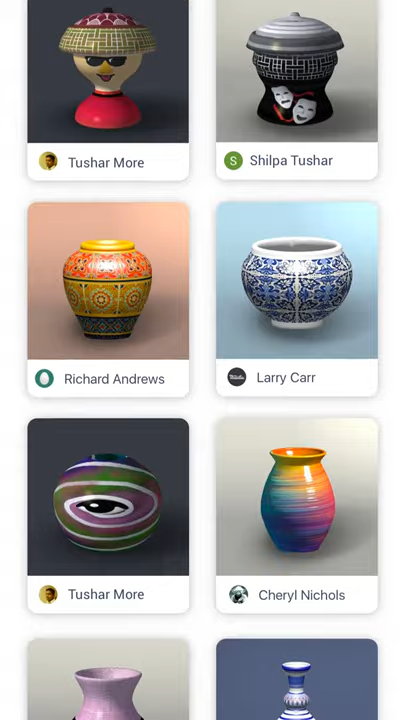 Tushar More
S Shilpa Tushar
Richard Andrews
Larry Carr
Tushar More
Cheryl Nichols